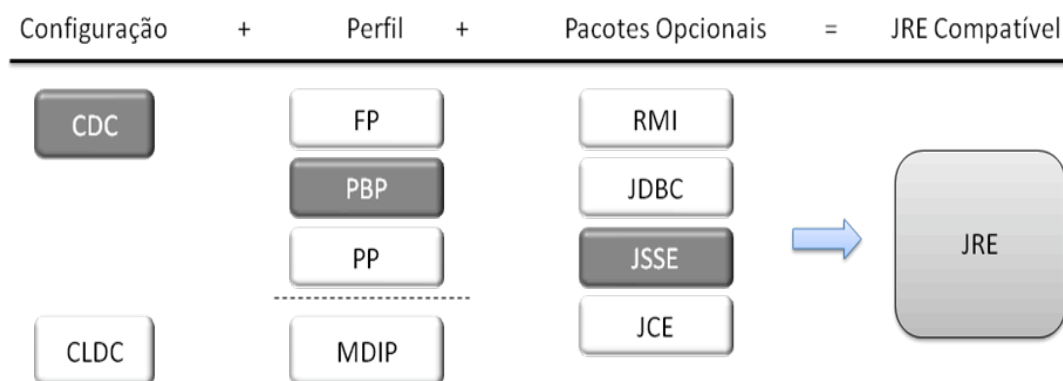 Configuração + Perfil + Pacotes Opcionais = JRE Compatível
CDC FP RMI
PBP JDBC
PP JSSE JRE
CLDC MDIP JCE